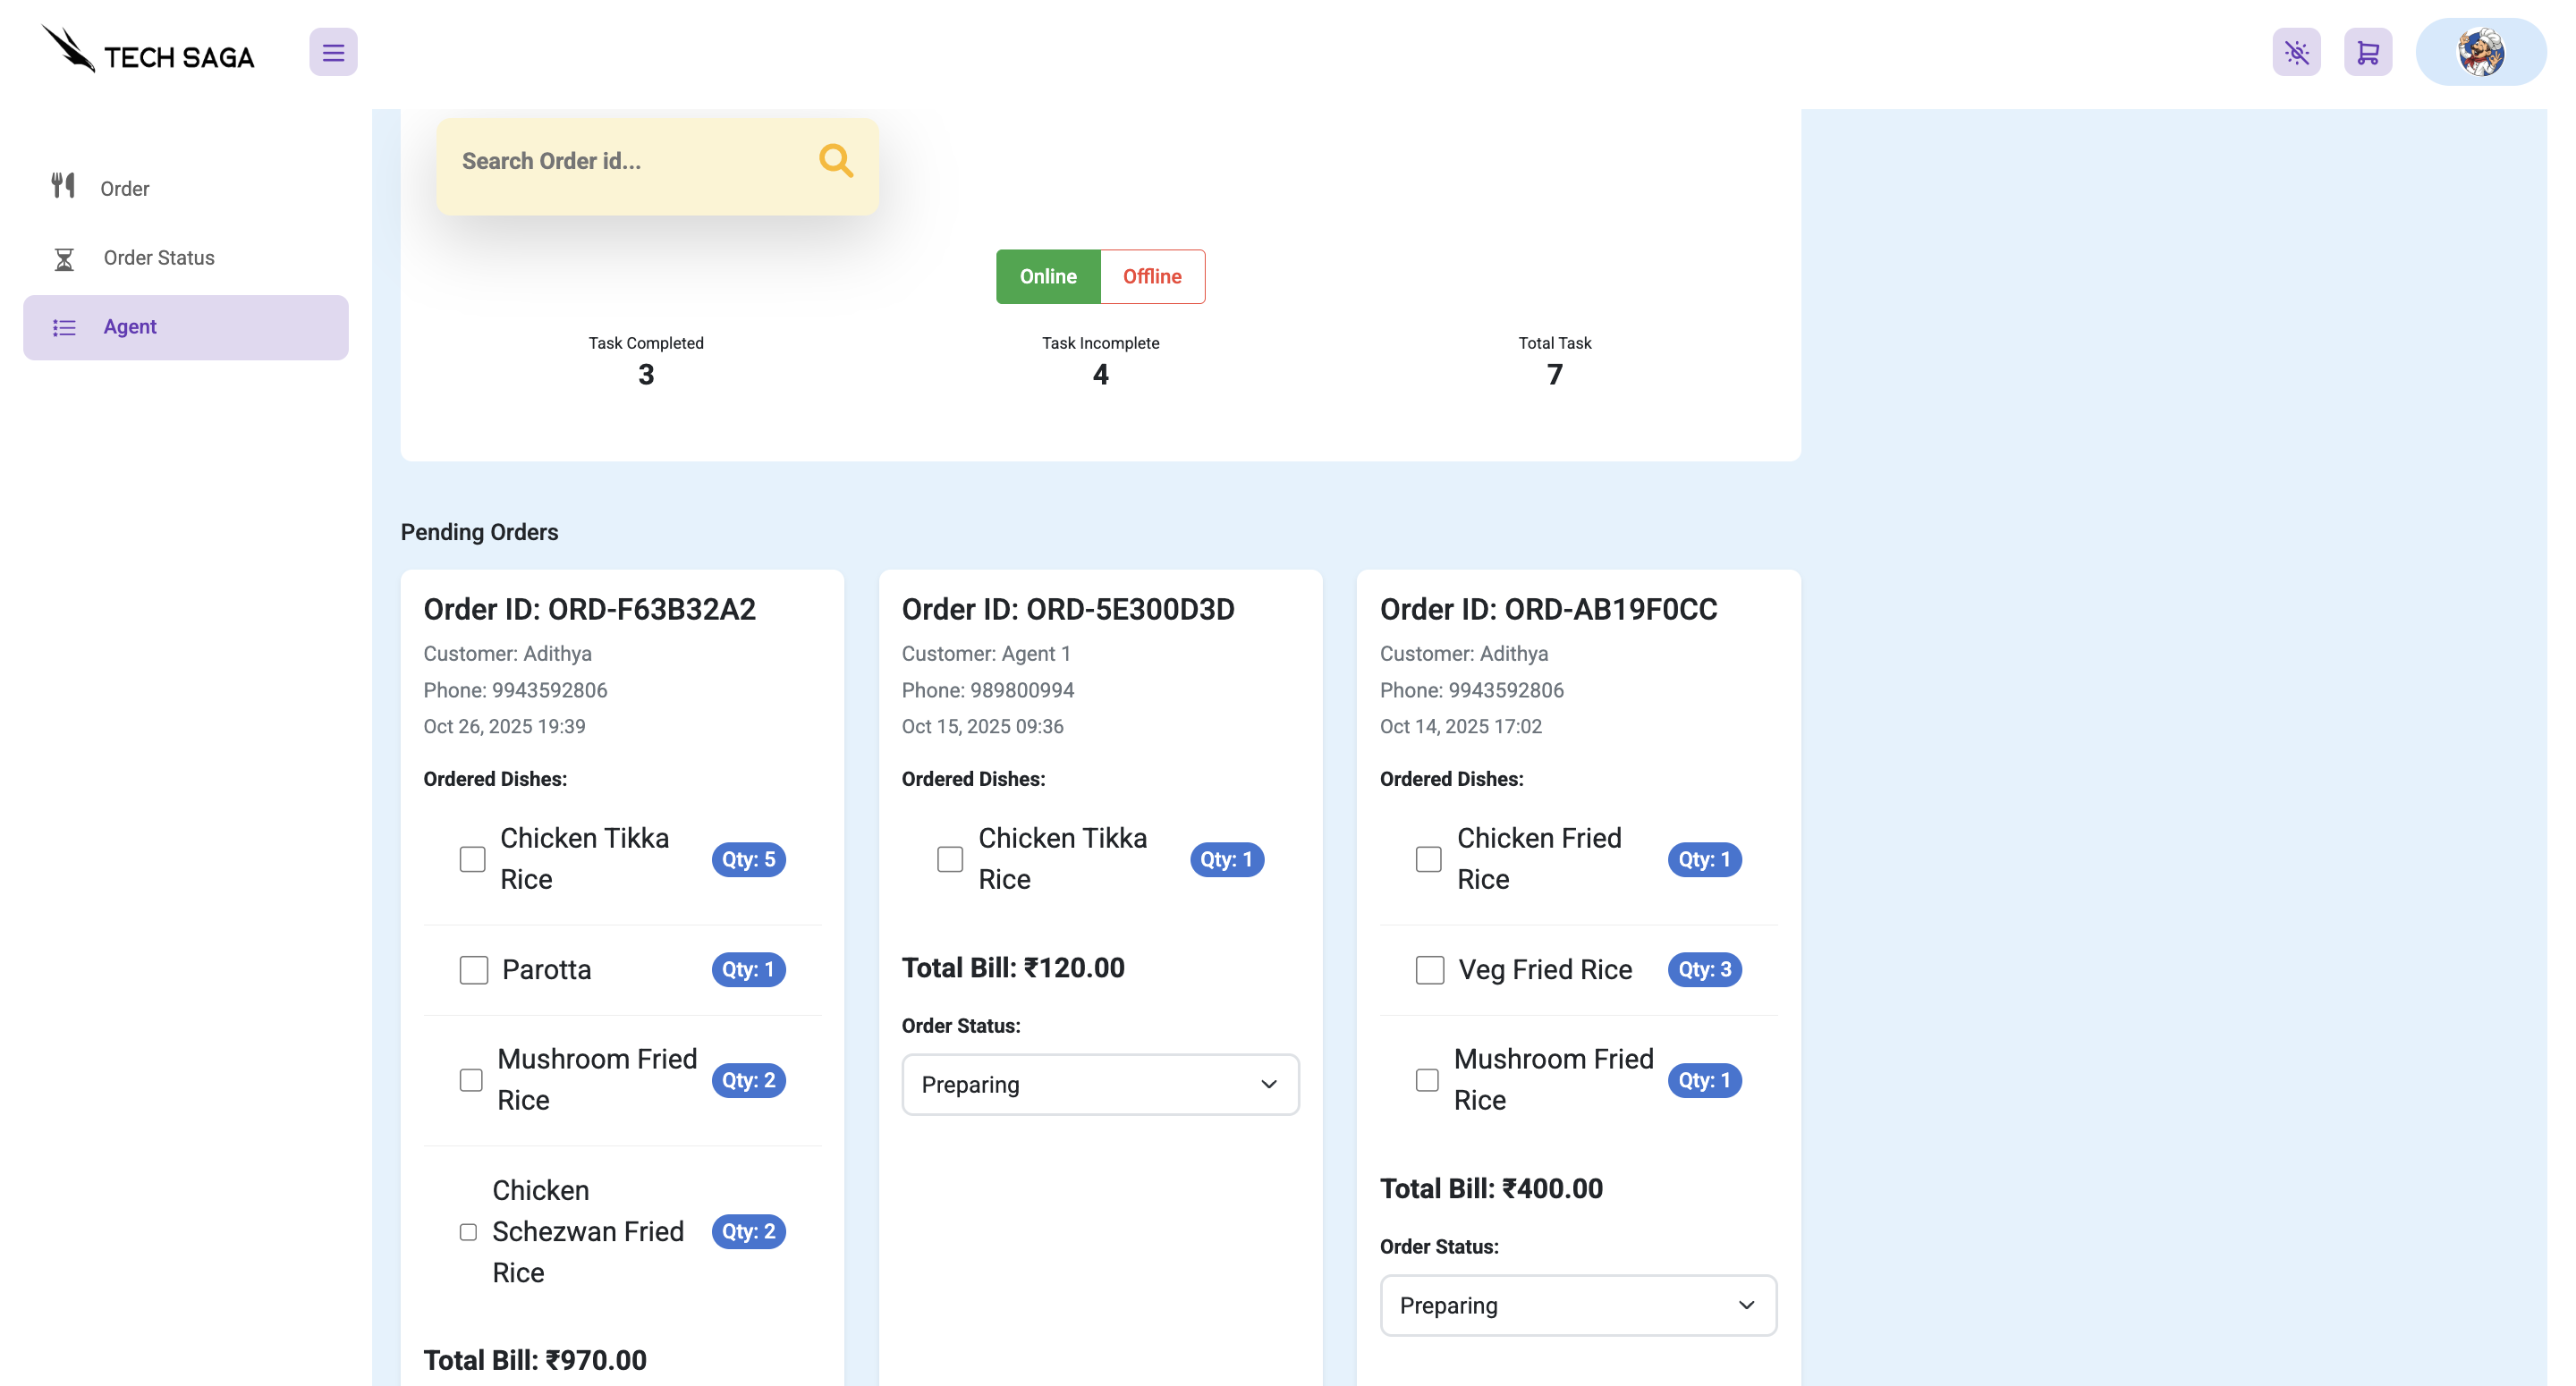 TECH SAGA
Order
Order Status
Agent
Search Order id...
Online Offline
Task Completed Task Incomplete Total Task
3 4 7
Pending Orders
Order ID: ORD-F63B32A2
Customer: Adithya
Phone: 9943592806
Oct 26, 2025 19:39
Ordered Dishes:
Chicken Tikka
Rice
Qty: 5
Parotta
Qty: 1
Mushroom Fried
Rice
Qty: 2
Chicken
Schezwan Fried
Rice
Qty: 2
Total Bill: ₹970.00
Order ID: ORD-5E300D3D
Customer: Agent 1
Phone: 989800994
Oct 15, 2025 09:36
Ordered Dishes:
Chicken Tikka
Rice
Qty: 1
Total Bill: ₹120.00
Order Status:
Preparing
Order ID: ORD-AB19F0CC
Customer: Adithya
Phone: 9943592806
Oct 14, 2025 17:02
Ordered Dishes:
Chicken Fried
Rice
Qty: 1
Veg Fried Rice
Qty: 3
Mushroom Fried
Rice
Qty: 1
Total Bill: ₹400.00
Order Status:
Preparing